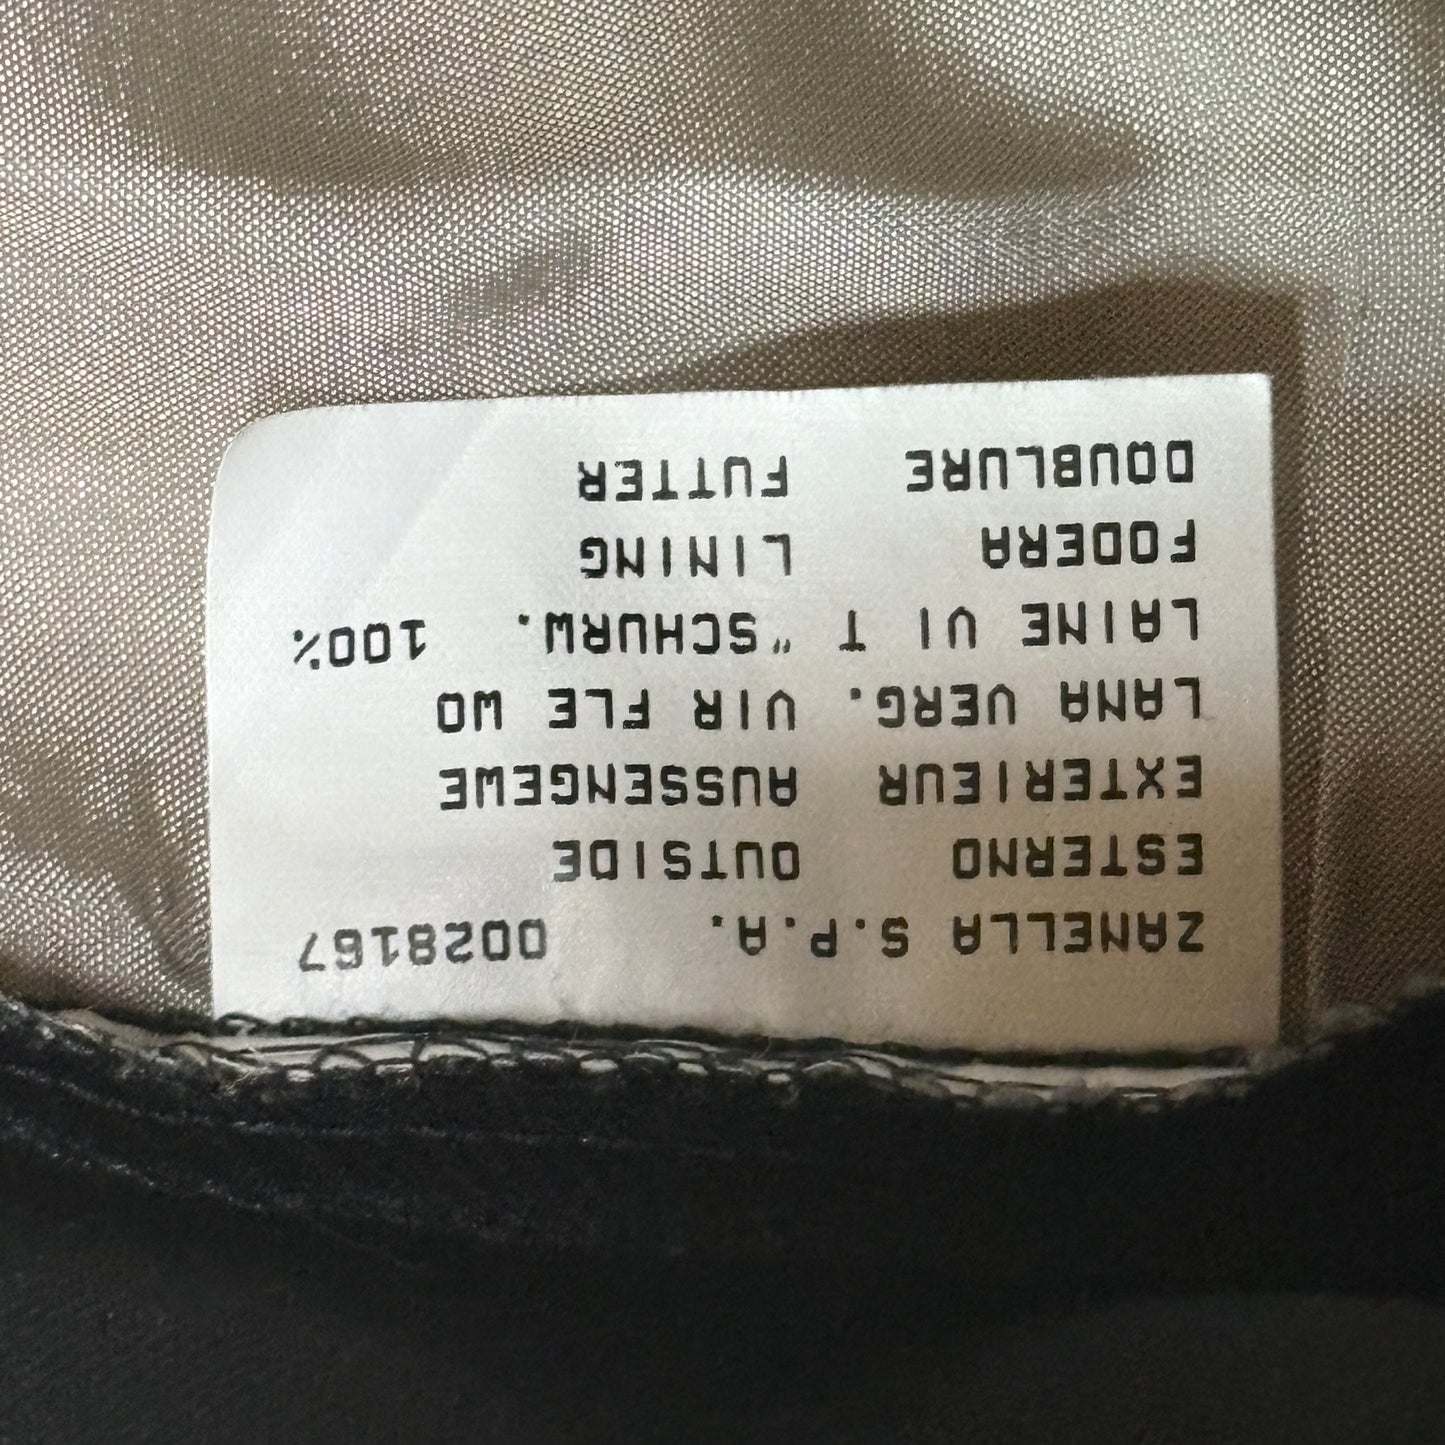 ZANELLA S.P.A. 0028167
ESTERNO OUTSIDE
EXTERIEUR AUSSENGEWE
LANA VERG. VIR FLE WO
LAINE VI T "SCHURW. 100%
FODERA LINING
DOUBLURE FUTTER